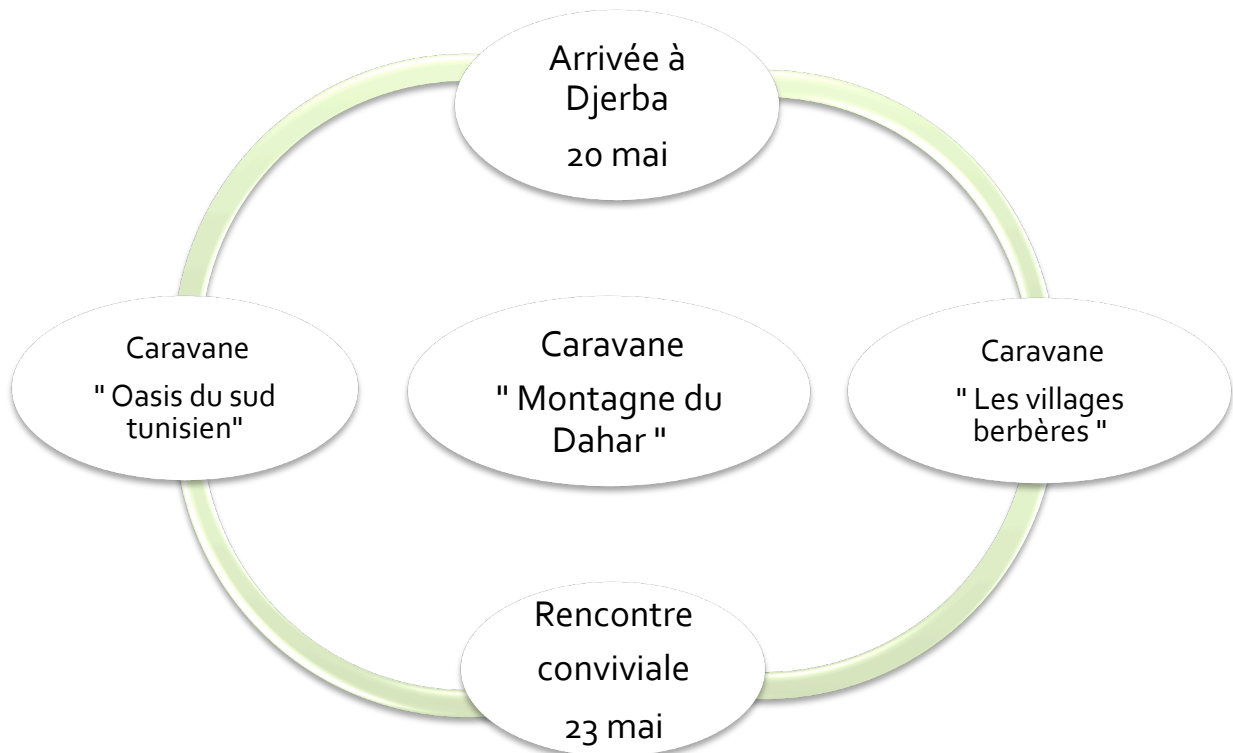 Arrivée à
Djerba
20 mai
Caravane
" Oasis du sud
tunisien"
Caravane
" Montagne du
Dahar "
Caravane
" Les villages
berbères "
Rencontre
conviviale
23 mai